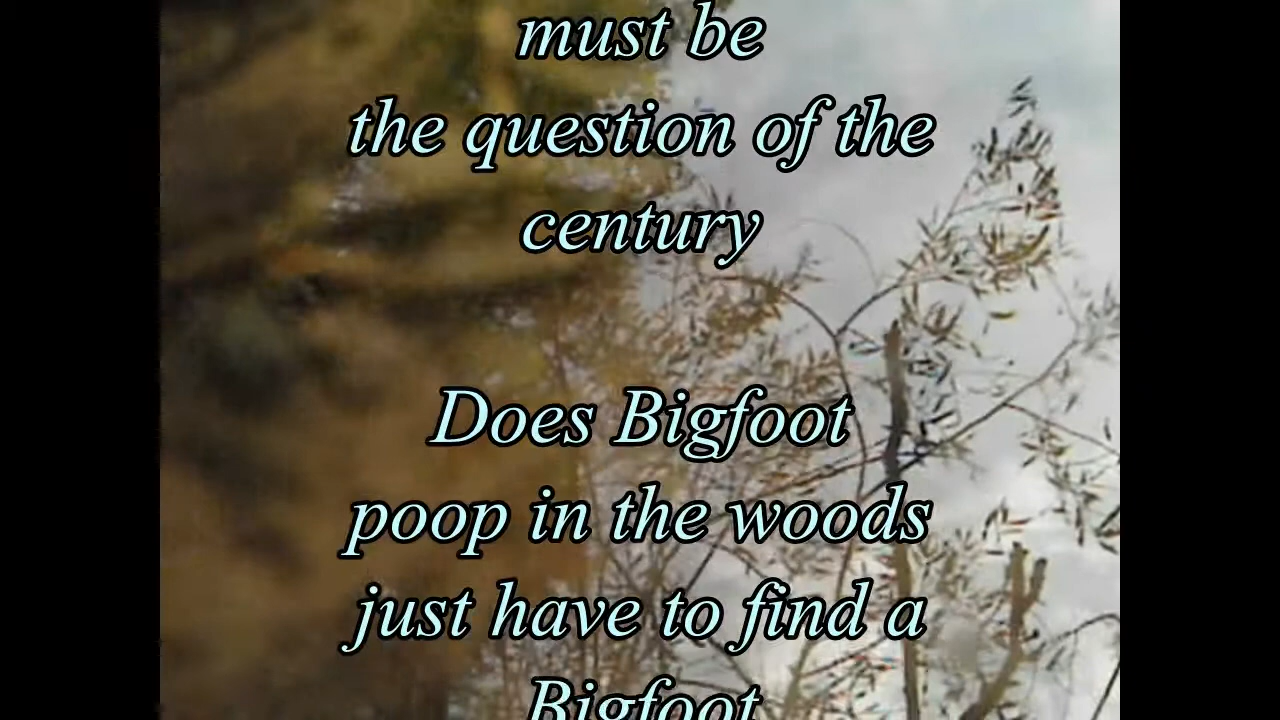 must be
the question of the
century
Does Bigfoot
poop in the woods
just have to find a
Bigfoot